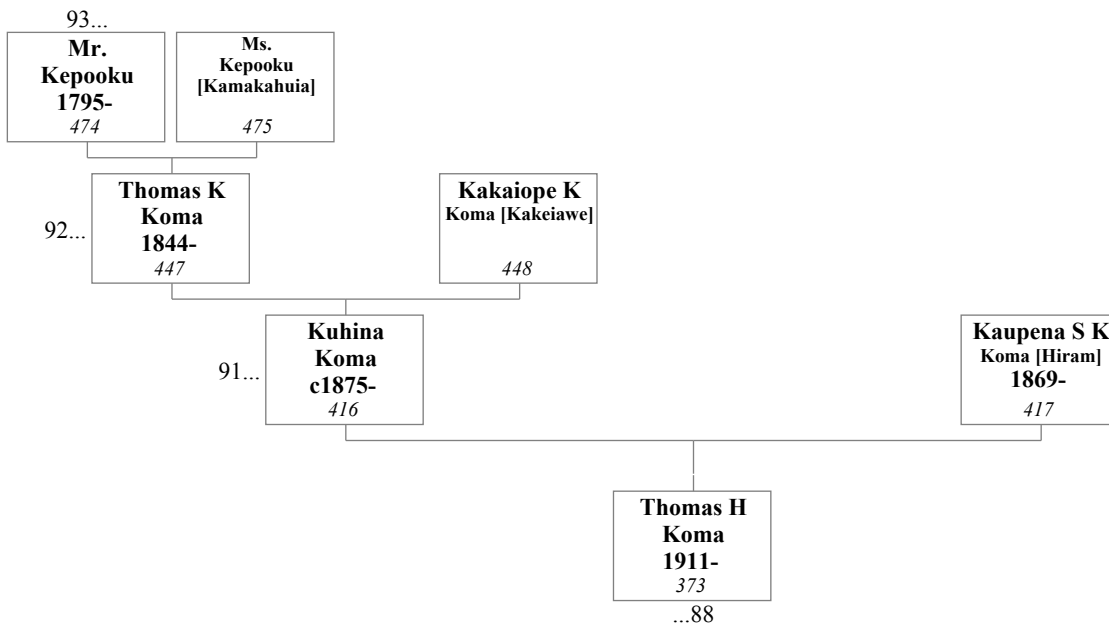 93...
Mr.
Kepooku
1795-
474
Ms.
Kepooku
[Kamakahuia]
475
92...
Thomas K
Koma
1844-
447
Kakaiope K
Koma [Kakeiawe]
448
91...
Kuhina
Koma
c1875-
416
Kaupena S K
Koma [Hiram]
1869-
417
Thomas H
Koma
1911-
373
...88